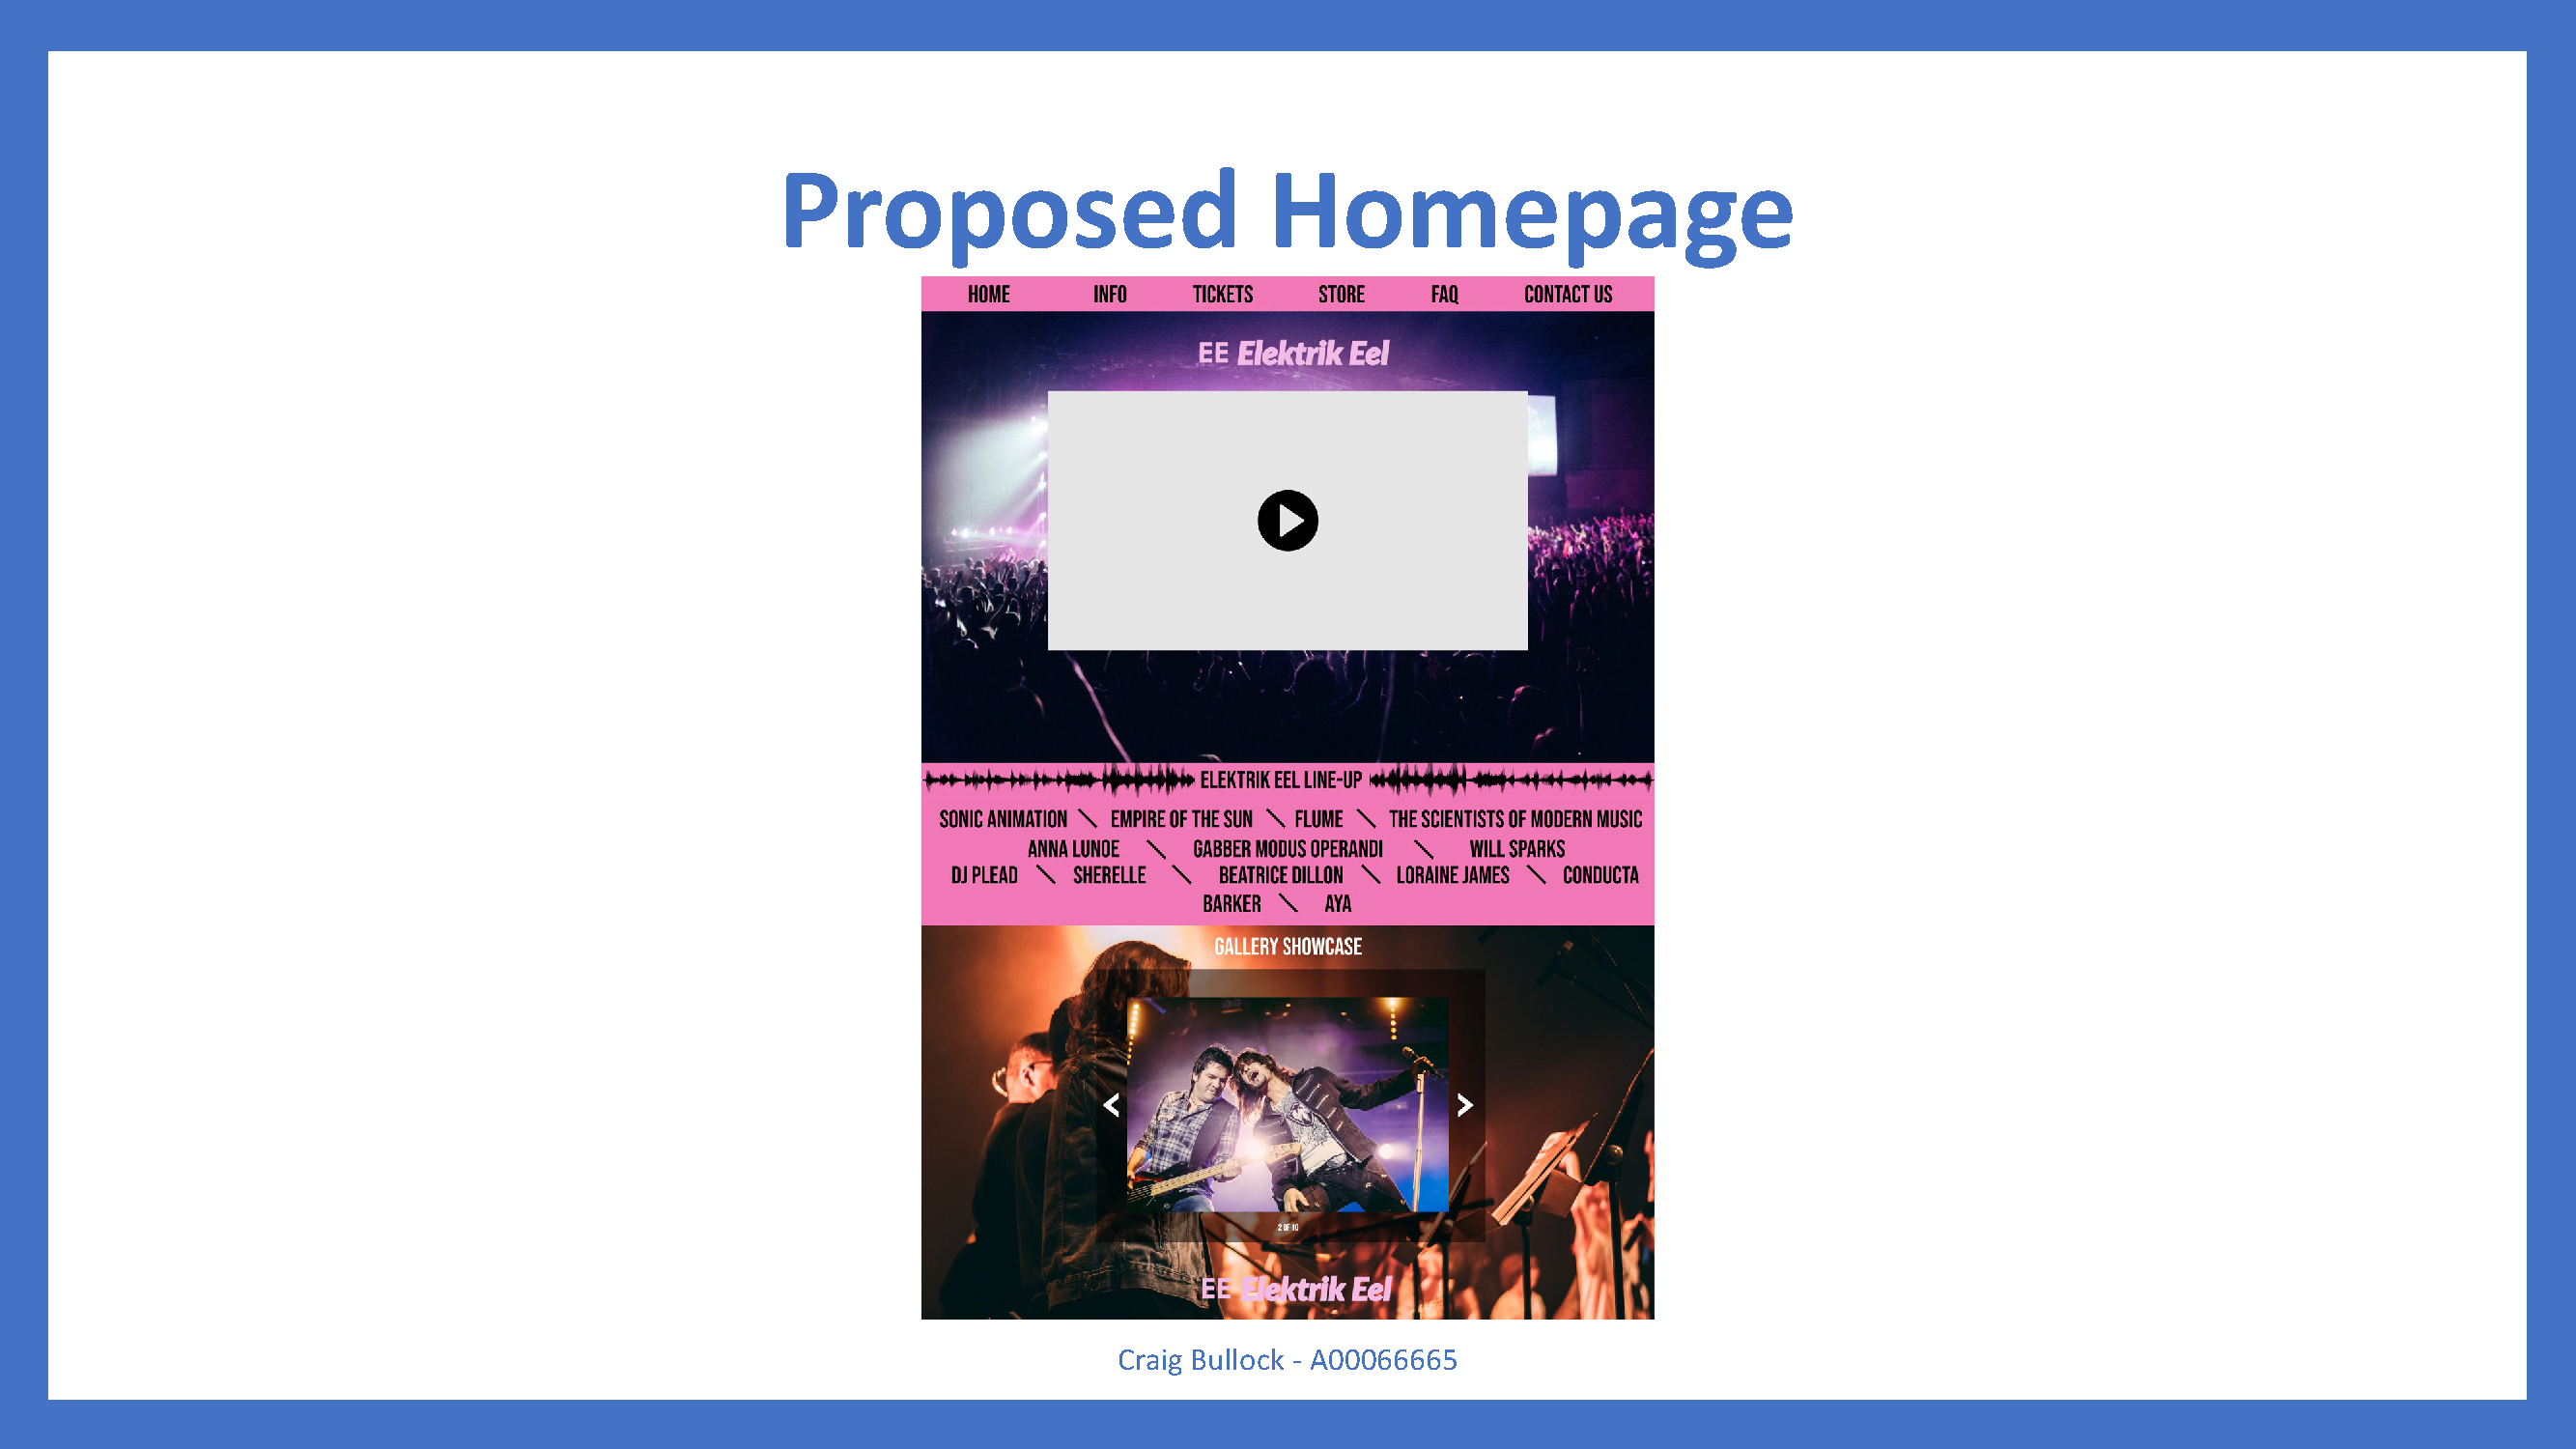 Proposed Homepage
HOME INFO TICKETS STORE FAQ CONTACT US
EE Elektrik Eel
ELEKTRIK EEL LINE-UP
SONIC ANIMATION \ EMPIRE OF THE SUN \ FLUME \ THE SCIENTISTS OF MODERN MUSIC
ANNA LUNOE \ GABBER MODUS OPERANDI \ WILL SPARKS
DJ PLEAD \ SHERELLE \ BEATRICE DILLON \ LORAINE JAMES \ CONDUCTA
BARKER \ AYA
GALLERY SHOWCASE
< >
2 OF 10
EE Elektrik Eel
Craig Bullock - A00066665